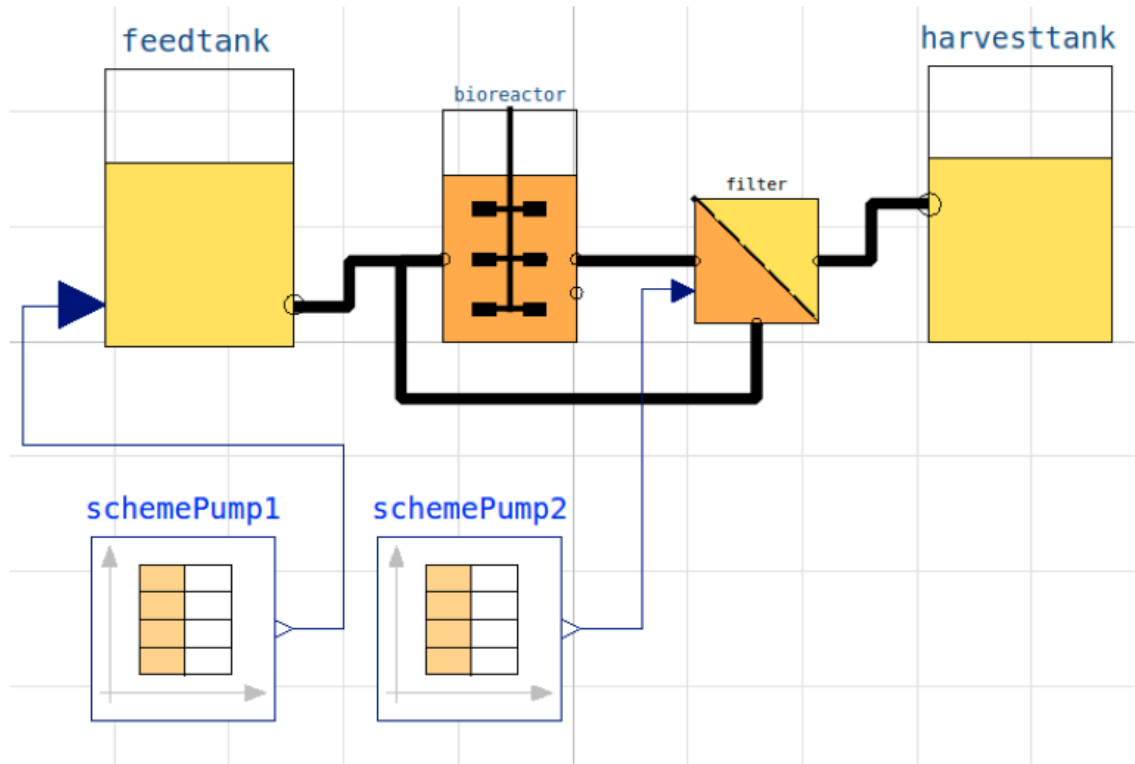 feedtank
harvesttank
bioreactor
filter
schemePump1
schemePump2